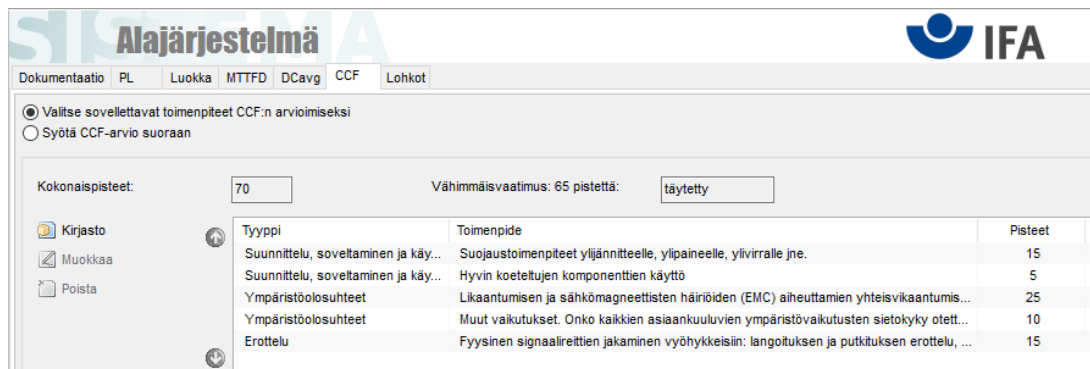 SISTEMA
Alajärjestelmä
IFA
Dokumentaatio PL Luokka MTTFD DCavg CCF Lohkot
Valitse sovellettavat toimenpiteet CCF:n arvioimiseksi
Syötä CCF-arvio suoraan
Kokonaispisteet: 70 Vähimmäisvaatimus: 65 pistettä: täytetty
Kirjasto
Muokkaa
Poista
Tyyppi Toimenpide Pisteet
Suunnittelu, soveltaminen ja käy... Suojaustoimenpiteet ylijännitteelle, ylipaineelle, ylivirralle jne. 15
Suunnittelu, soveltaminen ja käy... Hyvin koeteltujen komponenttien käyttö 5
Ympäristöolosuhteet Likaantumisen ja sähkömagneettisten häiriöiden (EMC) aiheuttamien yhteisvikaantumis... 25
Ympäristöolosuhteet Muut vaikutukset. Onko kaikkien asiaankuuluvien ympäristövaikutusten sietokyky otett... 10
Erottelu Fyysinen signaalireittien jakaminen vyöhykkeisiin: langoituksen ja putkituksen erottelu, ... 15